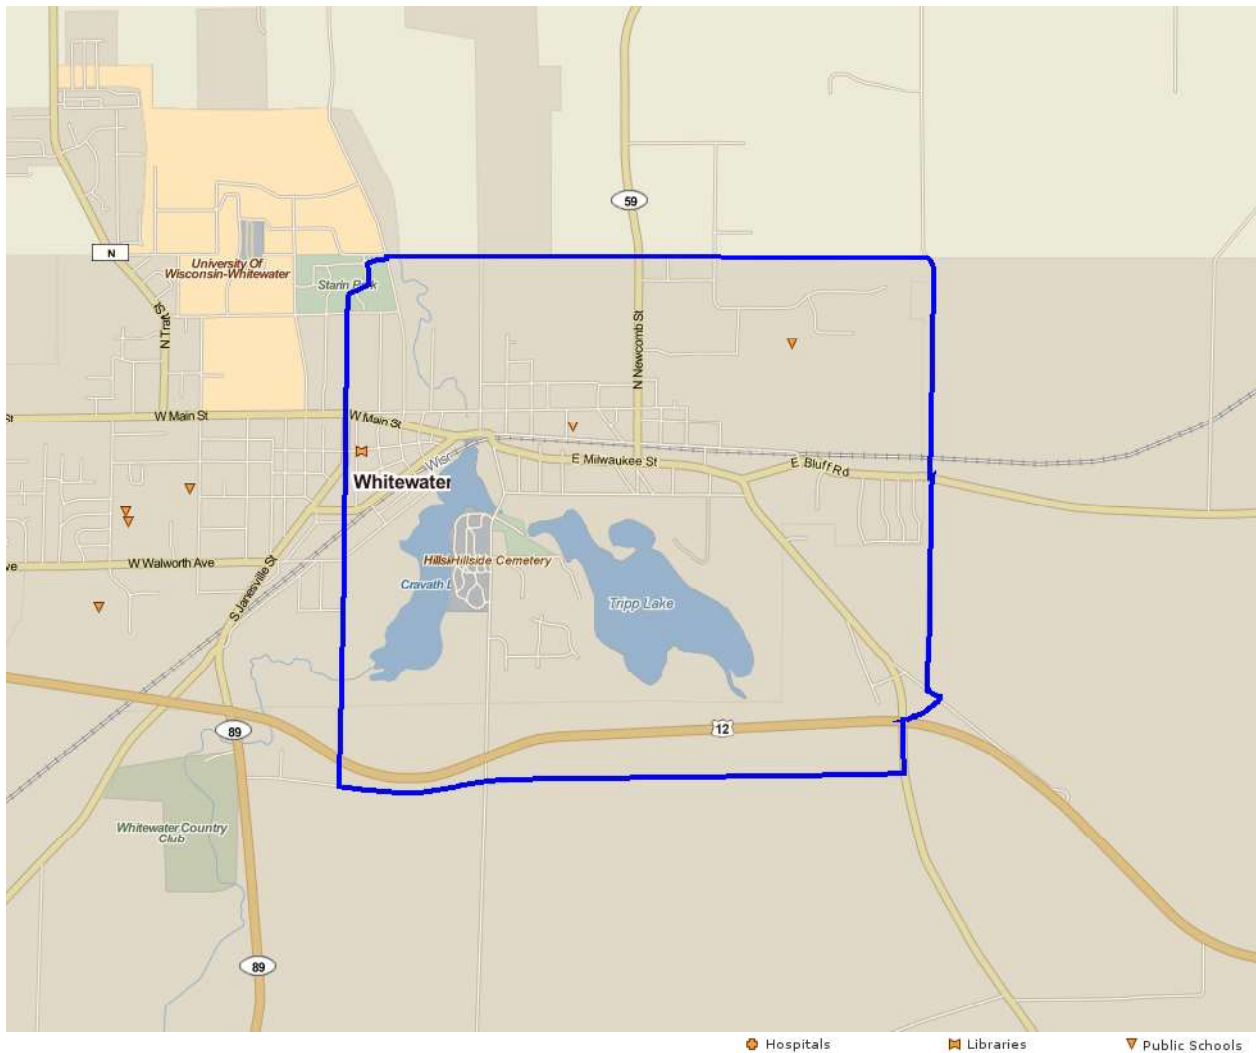 59
N
University Of
Wisconsin-Whitewater
Starin Park
N Tratt St
N Newcomb St
W Main St
W Main St
E Milwaukee St
E Bluff Rd
Whitewater
W Walworth Ave
ve
Hillside Cemetery
Cravath L
Tripp Lake
S Janesville St
12
89
Whitewater Country
Club
89
Hospitals
Libraries
Public Schools